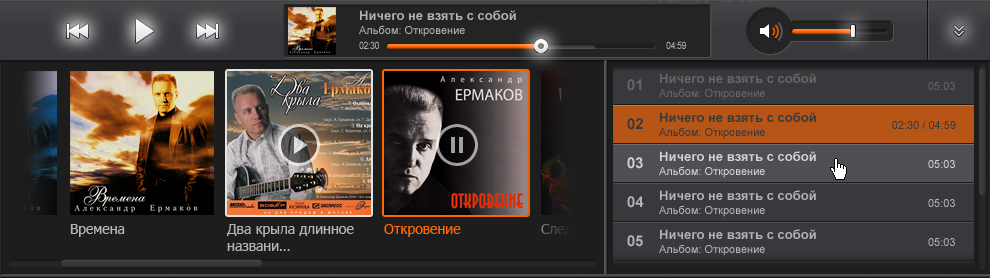 Ничего не взять с собой
Альбом: Откровение
02:30
04:59
Времена
Александр Ермаков
Времена
Два крыла
Ермаков
Два крыла длинное
названи...
Александр
ЕРМАКОВ
ОТКРОВЕНИЕ
Откровение
След
01
Ничего не взять с собой
Альбом: Откровение
05:03
02
Ничего не взять с собой
Альбом: Откровение
02:30 / 04:59
03
Ничего не взять с собой
Альбом: Откровение
05:03
04
Ничего не взять с собой
Альбом: Откровение
05:03
05
Ничего не взять с собой
Альбом: Откровение
05:03